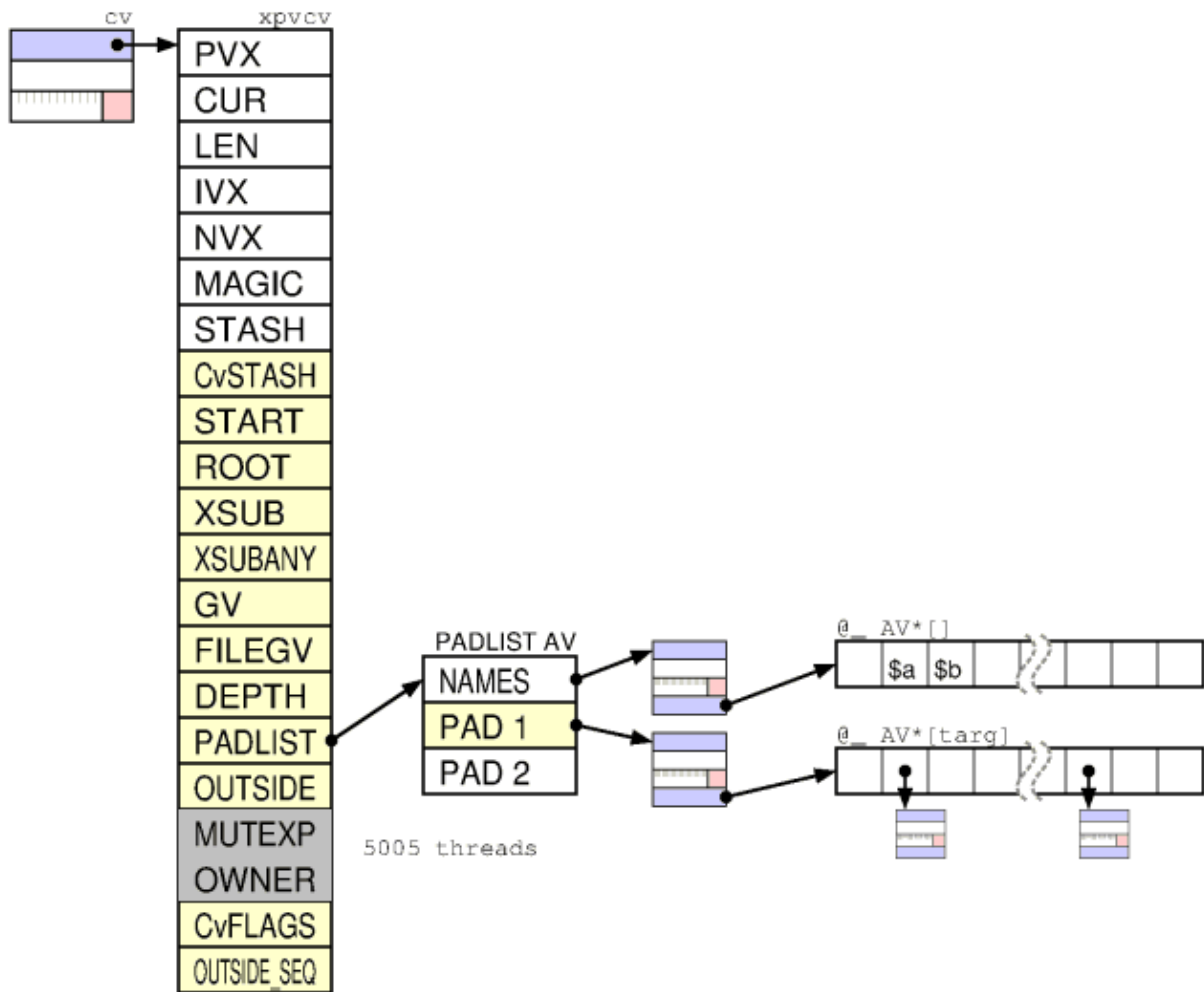 cv
xpvcv
PVX
CUR
LEN
IVX
NVX
MAGIC
STASH
CvSTASH
START
ROOT
XSUB
XSUBANY
GV
FILEGV
DEPTH
PADLIST
OUTSIDE
MUTEXP
OWNER
CvFLAGS
OUTSIDE_SEQ
5005 threads
PADLIST AV
NAMES
PAD 1
PAD 2
@_ AV*[]
$a $b
@_ AV*[targ]